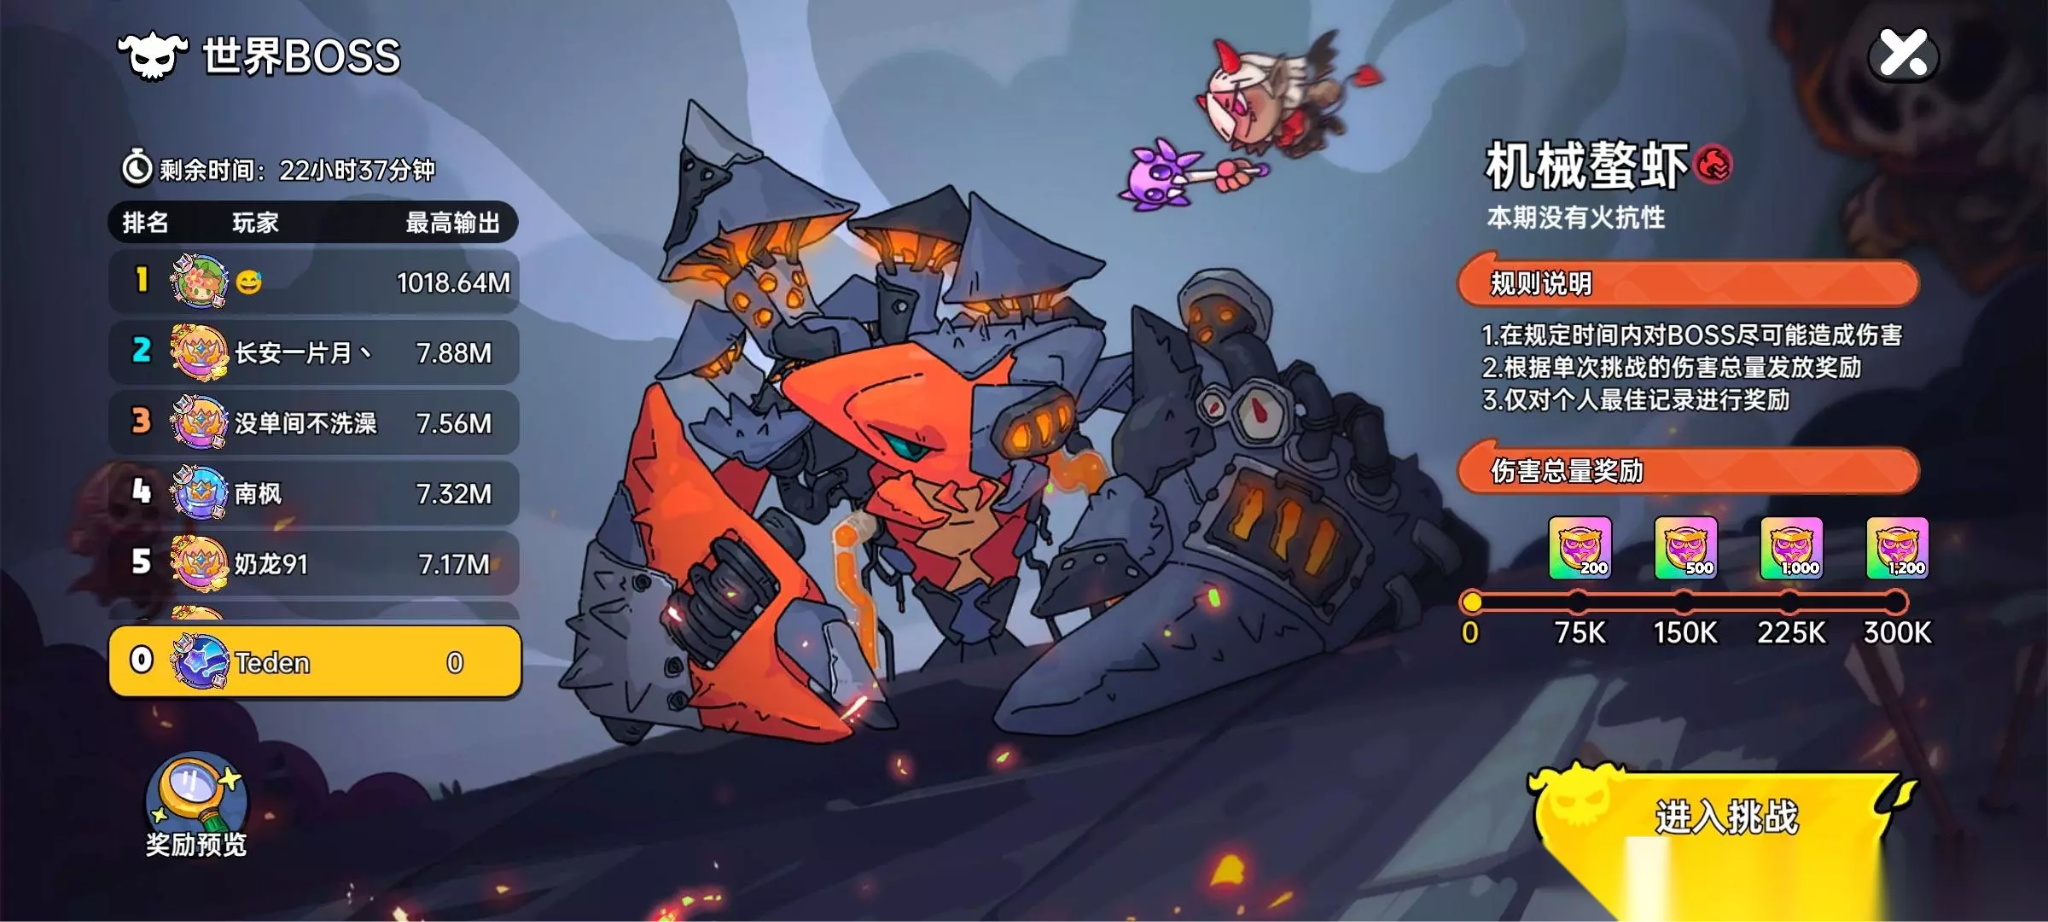 世界BOSS
剩余时间：22小时37分钟
排名 玩家 最高输出
1 😅 1018.64M
2 长安一片月丶 7.88M
3 没单间不洗澡 7.56M
4 南枫 7.32M
5 奶龙91 7.17M
0 Teden 0
奖励预览
机械螯虾
本期没有火抗性
规则说明
1.在规定时间内对BOSS尽可能造成伤害
2.根据单次挑战的伤害总量发放奖励
3.仅对个人最佳记录进行奖励
伤害总量奖励
200 500 1,000 1,200
0 75K 150K 225K 300K
进入挑战